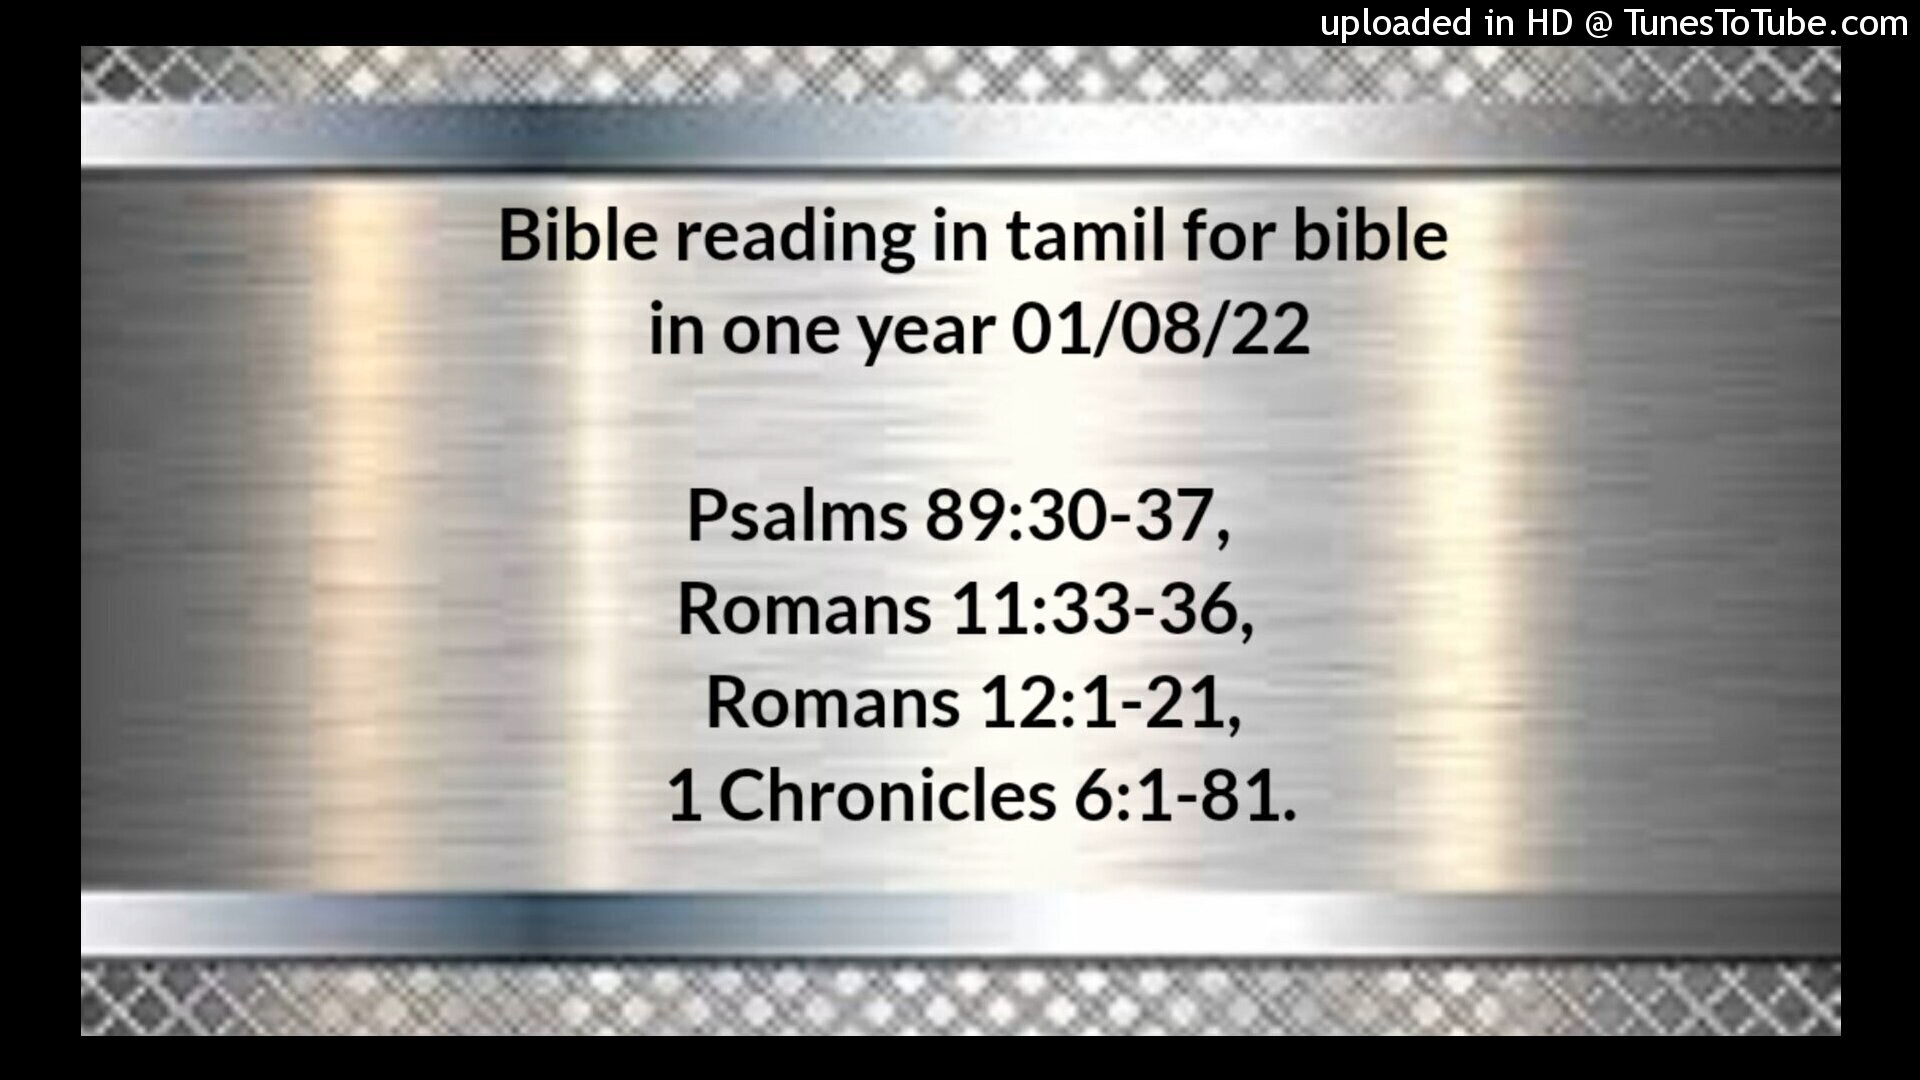 uploaded in HD @ TunesToTube.com
Bible reading in tamil for bible
in one year 01/08/22
Psalms 89:30-37,
Romans 11:33-36,
Romans 12:1-21,
1 Chronicles 6:1-81.